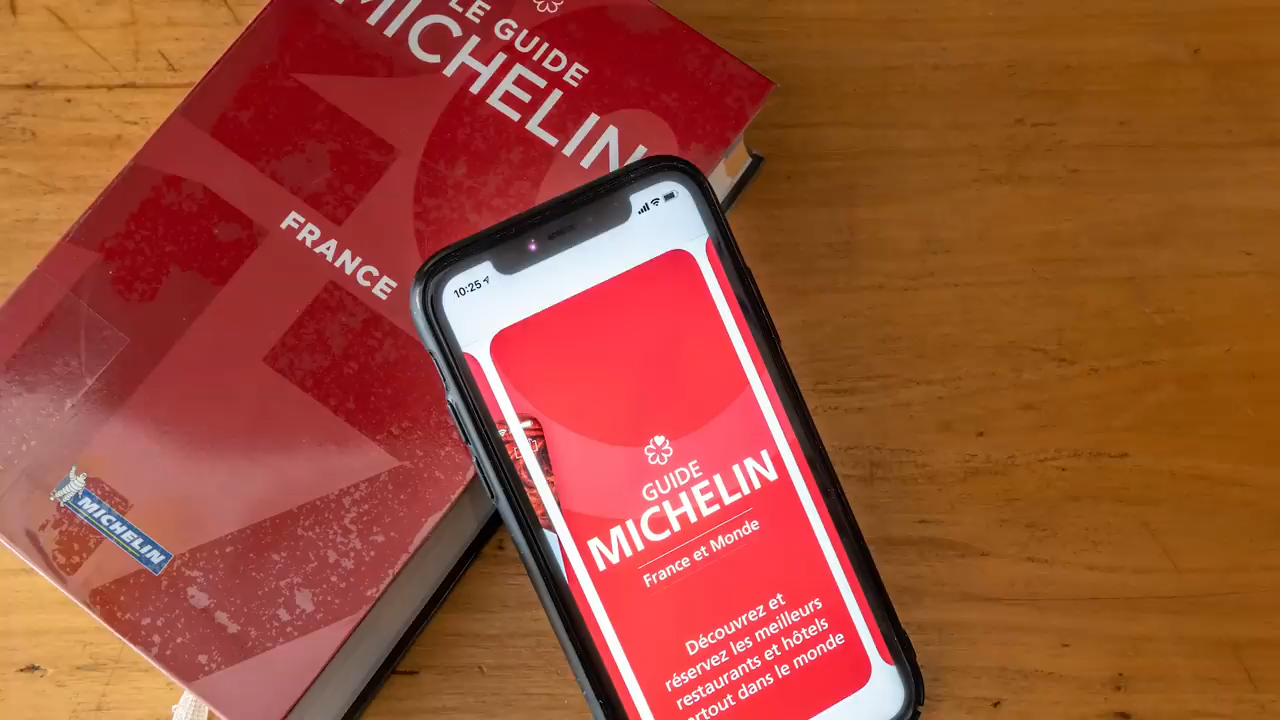 LE GUIDE
MICHELIN
FRANCE
MICHELIN
10:25
GUIDE
MICHELIN
France et Monde
Découvrez et
réservez les meilleurs
restaurants et hôtels
artout dans le monde